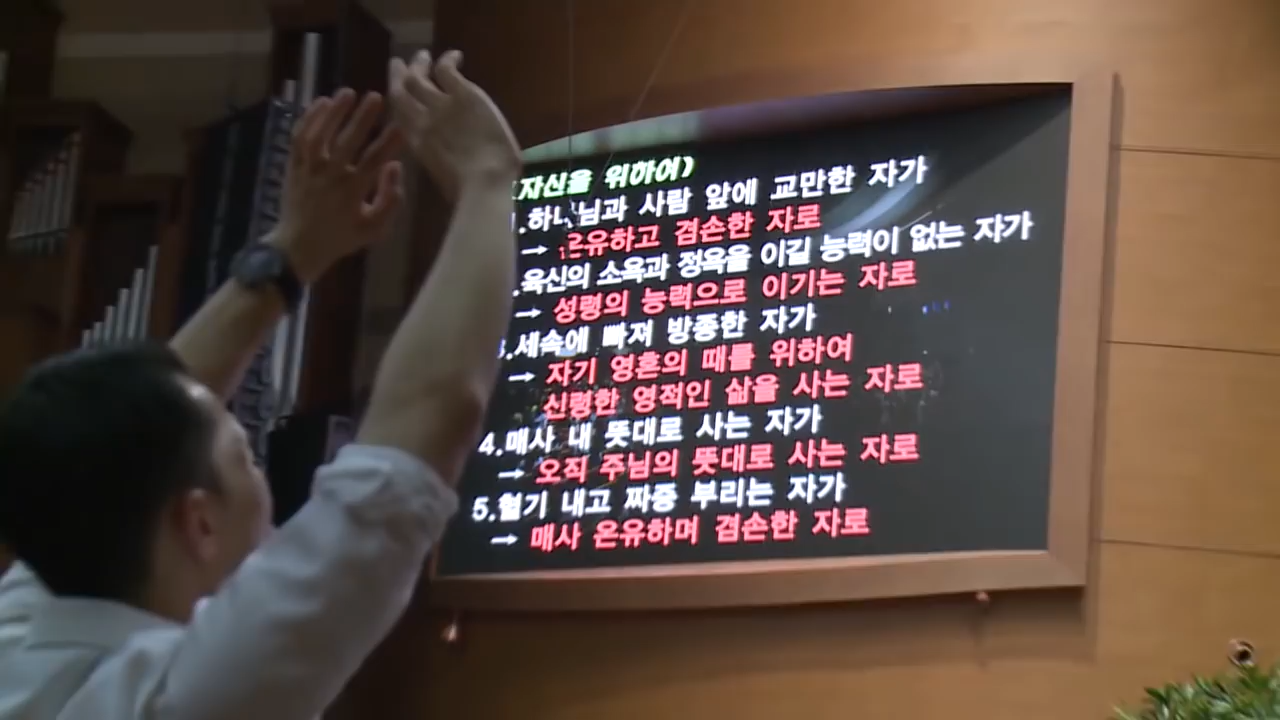 (자신을 위하여)
1.하나님과 사람 앞에 교만한 자가
→ 온유하고 겸손한 자로
.육신의 소욕과 정욕을 이길 능력이 없는 자가
→ 성령의 능력으로 이기는 자로
3.세속에 빠져 방종한 자가
→ 자기 영혼의 때를 위하여
신령한 영적인 삶을 사는 자로
4.매사 내 뜻대로 사는 자가
→ 오직 주님의 뜻대로 사는 자로
5.혈기 내고 짜증 부리는 자가
→ 매사 온유하며 겸손한 자로